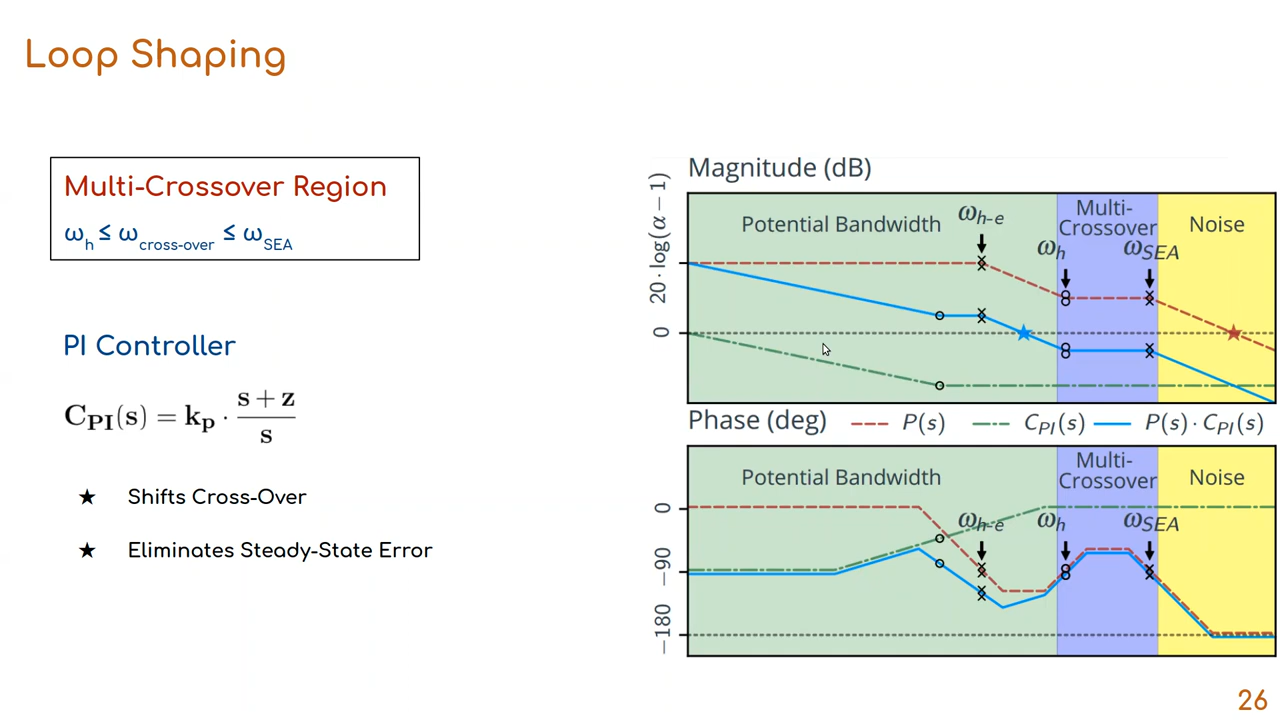 Loop Shaping
Multi-Crossover Region
ωh ≤ ωcross-over ≤ ωSEA
PI Controller
CPI(s) = kp · (s + z)/s
★ Shifts Cross-Over
★ Eliminates Steady-State Error
Magnitude (dB)
20 · log(α − 1)
0
Potential Bandwidth
ωh-e
Multi-
Crossover
Noise
ωh
ωSEA
Phase (deg)
P(s)
CPI(s)
P(s) · CPI(s)
0
−90
−180
Potential Bandwidth
Multi-
Crossover
Noise
ωh-e
ωh
ωSEA
26